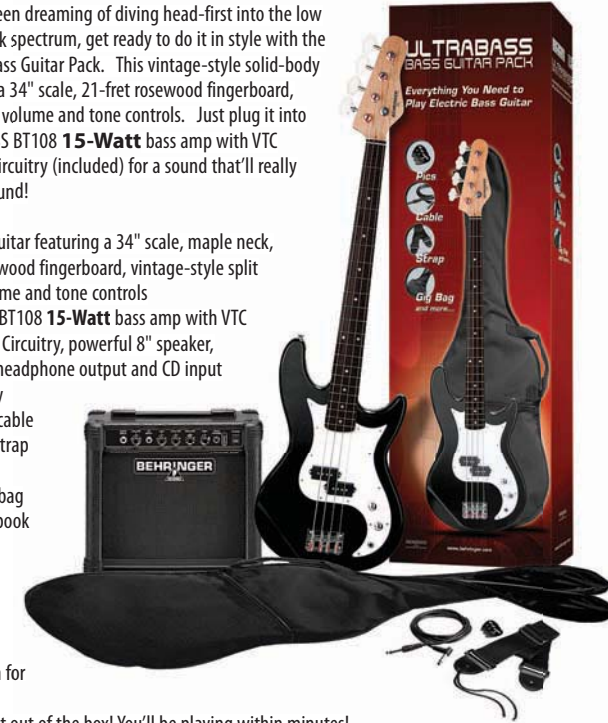 een dreaming of diving head-first into the low
k spectrum, get ready to do it in style with the
ass Guitar Pack. This vintage-style solid-body
a 34" scale, 21-fret rosewood fingerboard,
volume and tone controls. Just plug it into
S BT108 15-Watt bass amp with VTC
ircuitry (included) for a sound that'll really
und!
uitar featuring a 34" scale, maple neck,
wood fingerboard, vintage-style split
me and tone controls
BT108 15-Watt bass amp with VTC
Circuitry, powerful 8" speaker,
headphone output and CD input
y
cable
trap
bag
book
n for
t out of the box! You'll be playing within minutes!
ULTRABASS
BASS GUITAR PACK
Everything You Need to
Play Electric Bass Guitar
Pics
Cable
Strap
Gig Bag
and more...
www.behringer.com
BEHRINGER